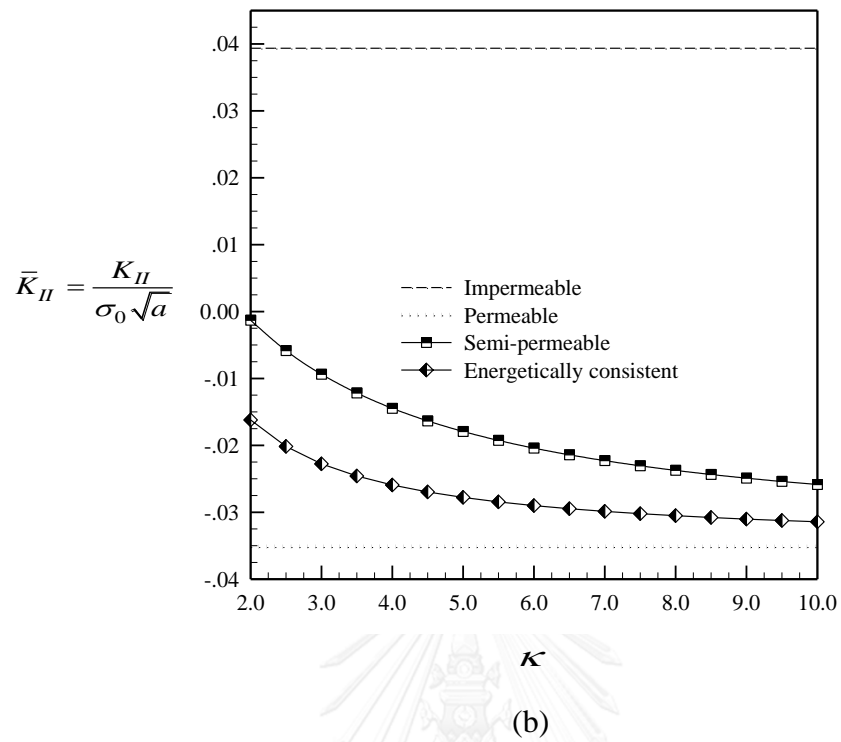 .04
.03
.02
.01
K̄_II = K_II / σ_0 √a
0.00
-.01
-.02
-.03
-.04
Impermeable
Permeable
Semi-permeable
Energetically consistent
2.0 3.0 4.0 5.0 6.0 7.0 8.0 9.0 10.0
κ
(b)